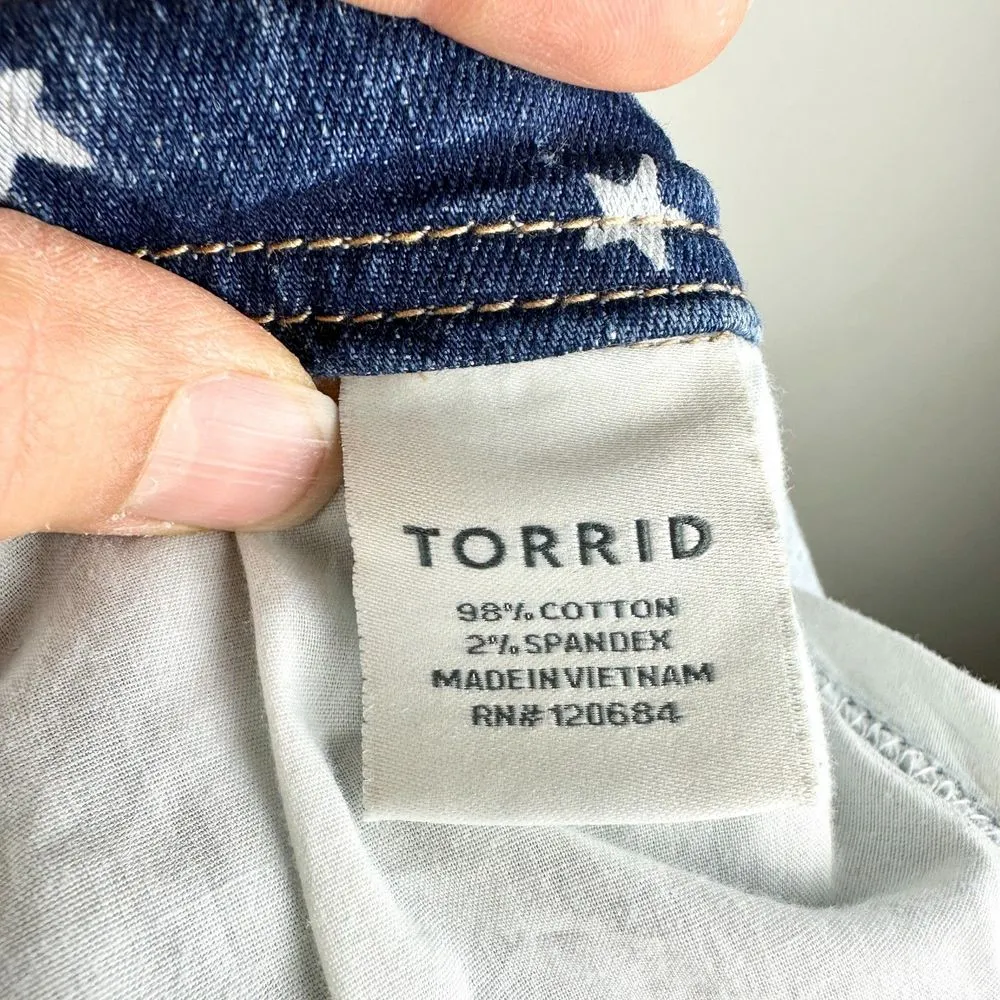 TORRID
98% COTTON
2% SPANDEX
MADE IN VIETNAM
RN# 120684